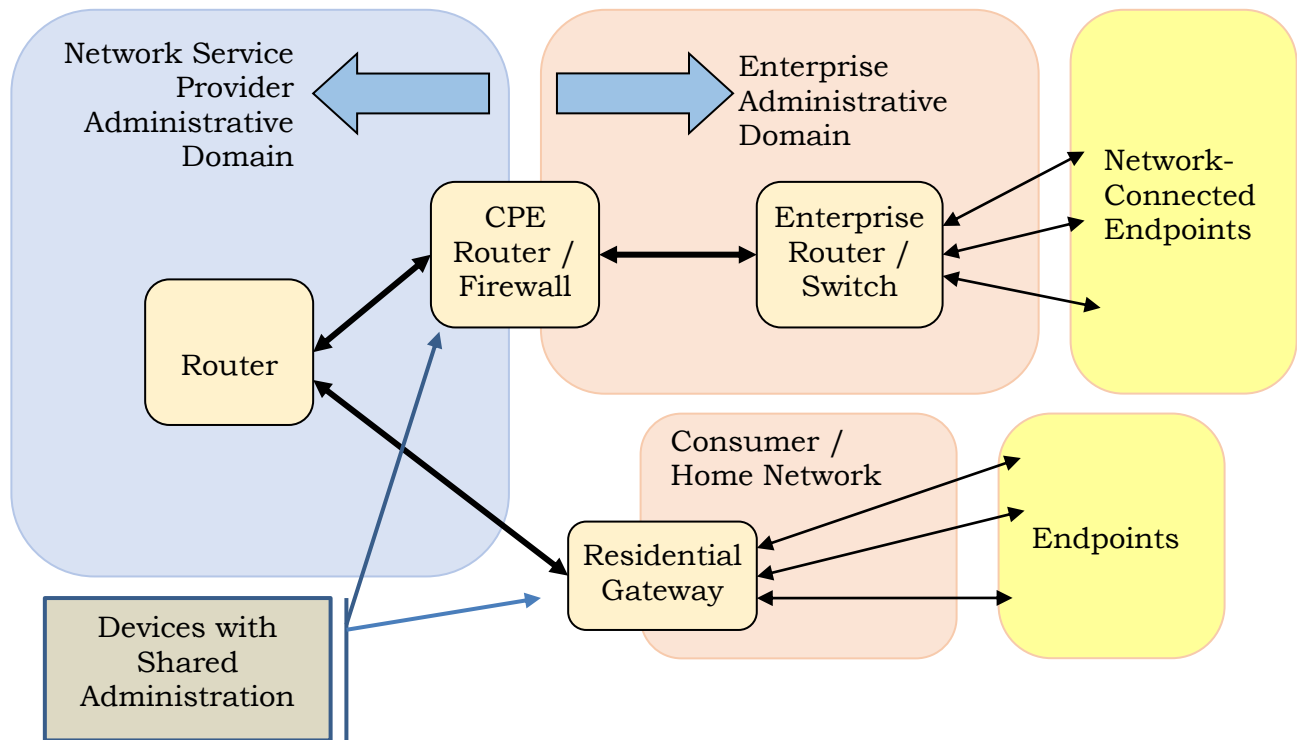 Network Service
Provider
Administrative
Domain
Enterprise
Administrative
Domain
Network-
Connected
Endpoints
CPE
Router /
Firewall
Enterprise
Router /
Switch
Router
Consumer /
Home Network
Residential
Gateway
Endpoints
Devices with
Shared
Administration